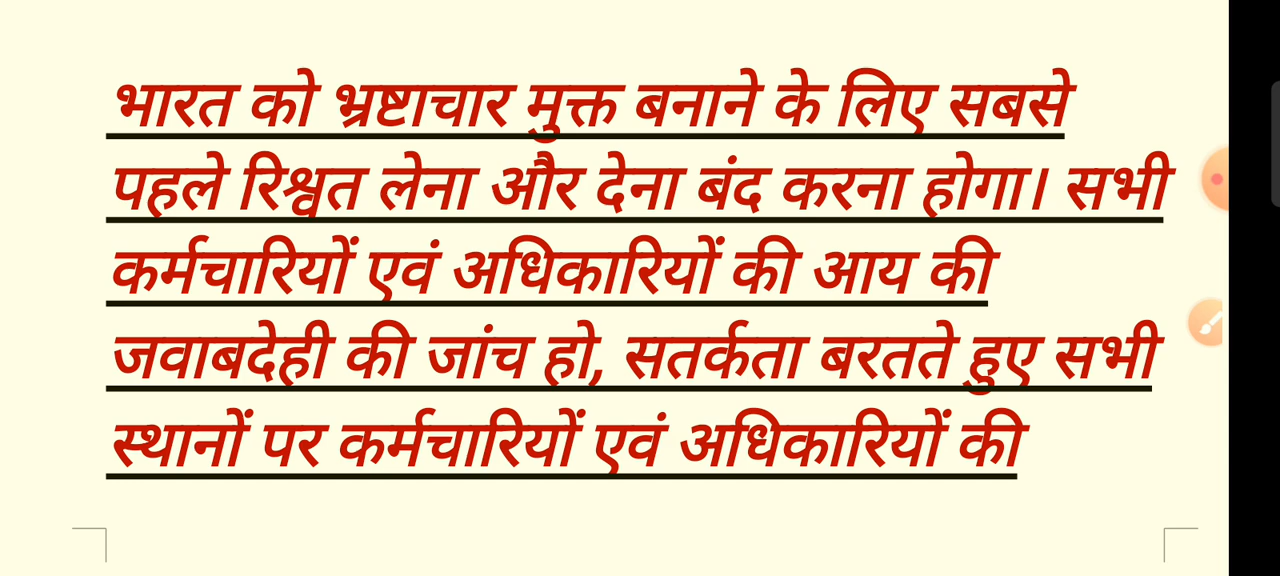 भारत को भ्रष्टाचार मुक्त बनाने के लिए सबसे
पहले रिश्वत लेना और देना बंद करना होगा। सभी
कर्मचारियों एवं अधिकारियों की आय की
जवाबदेही की जांच हो, सतर्कता बरतते हुए सभी
स्थानों पर कर्मचारियों एवं अधिकारियों की